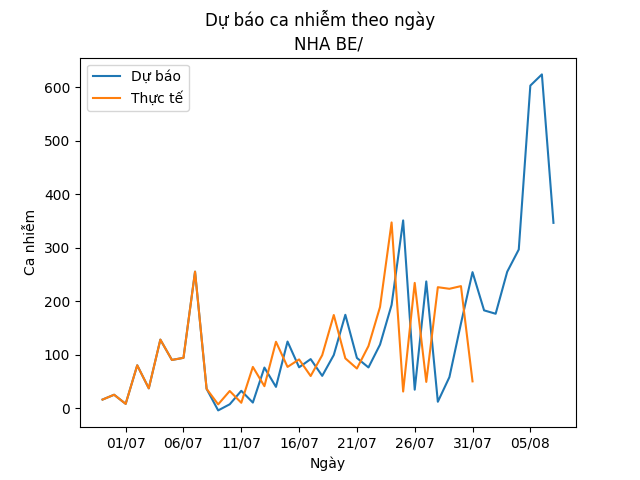 Dự báo ca nhiễm theo ngày
NHA BE/
Dự báo
Thực tế
Ca nhiễm
600
500
400
300
200
100
0
01/07 06/07 11/07 16/07 21/07 26/07 31/07 05/08
Ngày